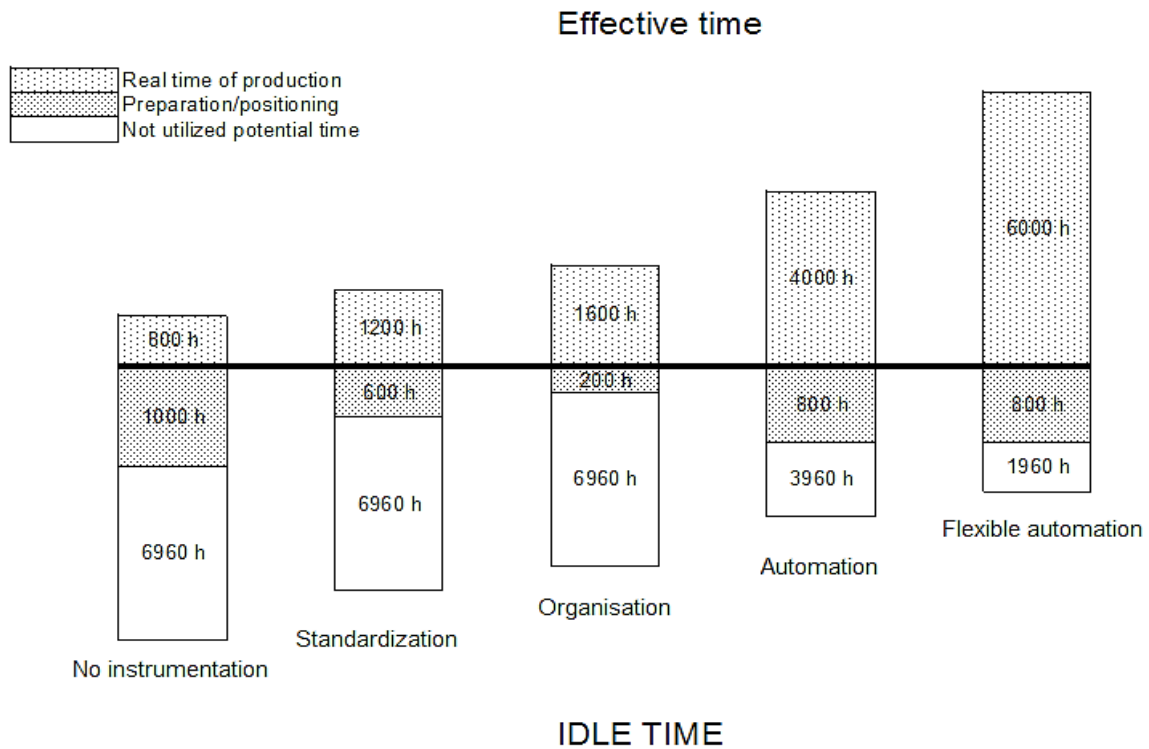 Effective time
Real time of production
Preparation/positioning
Not utilized potential time
6000 h
4000 h
1600 h
1200 h
800 h
200 h
600 h
800 h
800 h
1000 h
1960 h
3960 h
6960 h
6960 h
6960 h
Flexible automation
Automation
Organisation
Standardization
No instrumentation
IDLE TIME